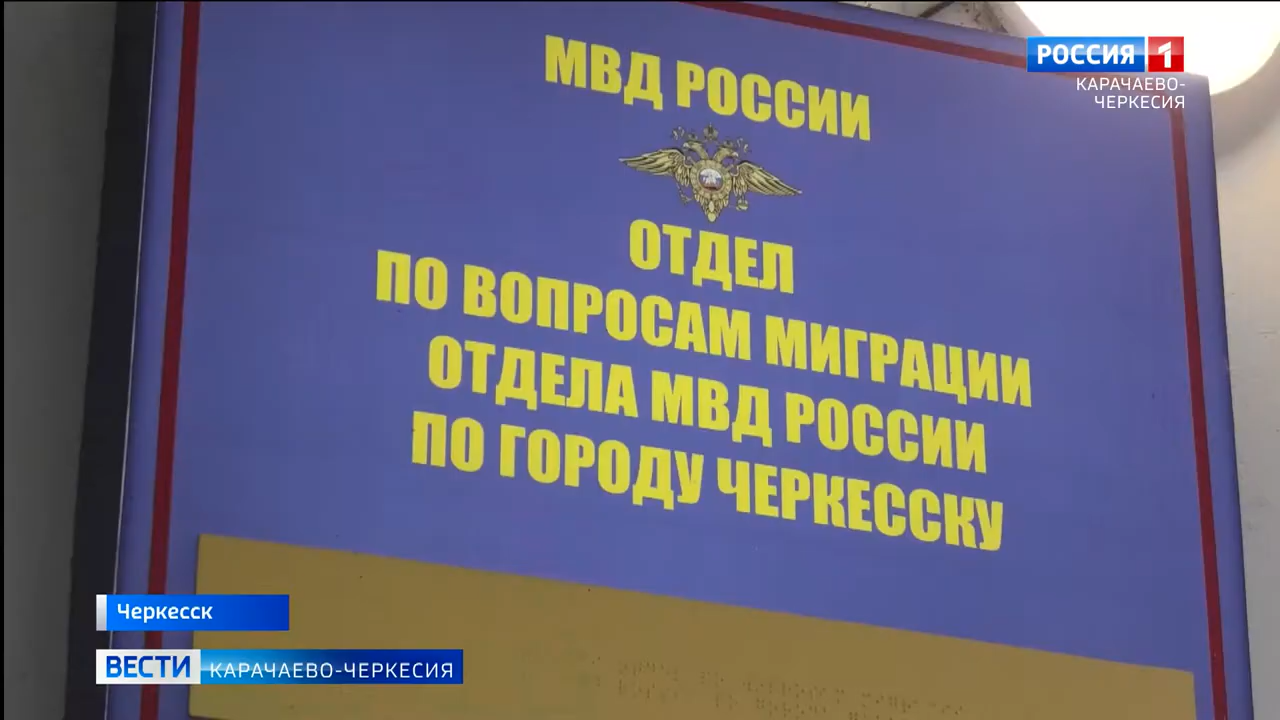 МВД РОССИИ
РОССИЯ 1
КАРАЧАЕВО-
ЧЕРКЕСИЯ
ОТДЕЛ
ПО ВОПРОСАМ МИГРАЦИИ
ОТДЕЛА МВД РОССИИ
ПО ГОРОДУ ЧЕРКЕССКУ
Черкесск
ВЕСТИ КАРАЧАЕВО-ЧЕРКЕСИЯ